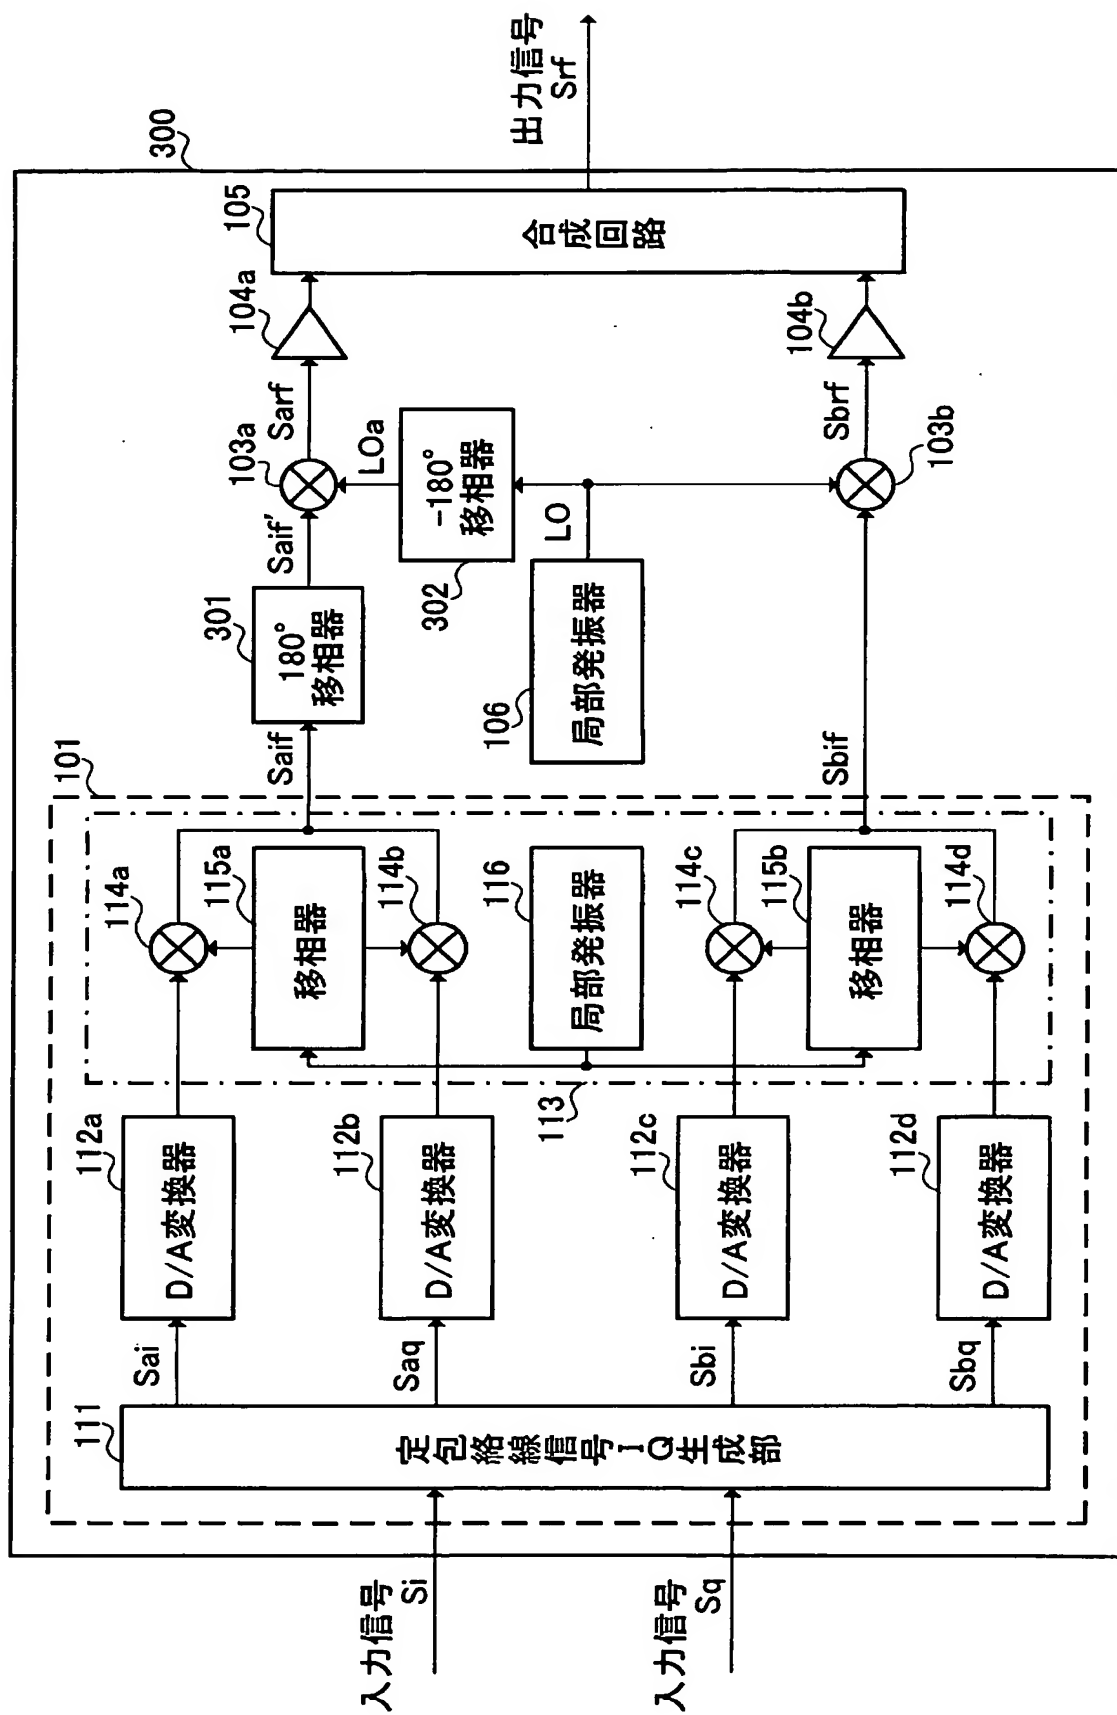 300
入力信号
Si
入力信号
Sq
101
111
定包絡線信号IQ生成部
Sai
Saq
Sbi
Sbq
112a
D/A変換器
112b
D/A変換器
112c
D/A変換器
112d
D/A変換器
113
114a
115a
移相器
114b
116
局部発振器
114c
115b
移相器
114d
Saif
Sbif
301
180°
移相器
Saif'
103a
Sarf
LOa
302
-180°
移相器
106
局部発振器
LO
103b
Sbrf
104a
104b
105
合成回路
出力信号
Srf